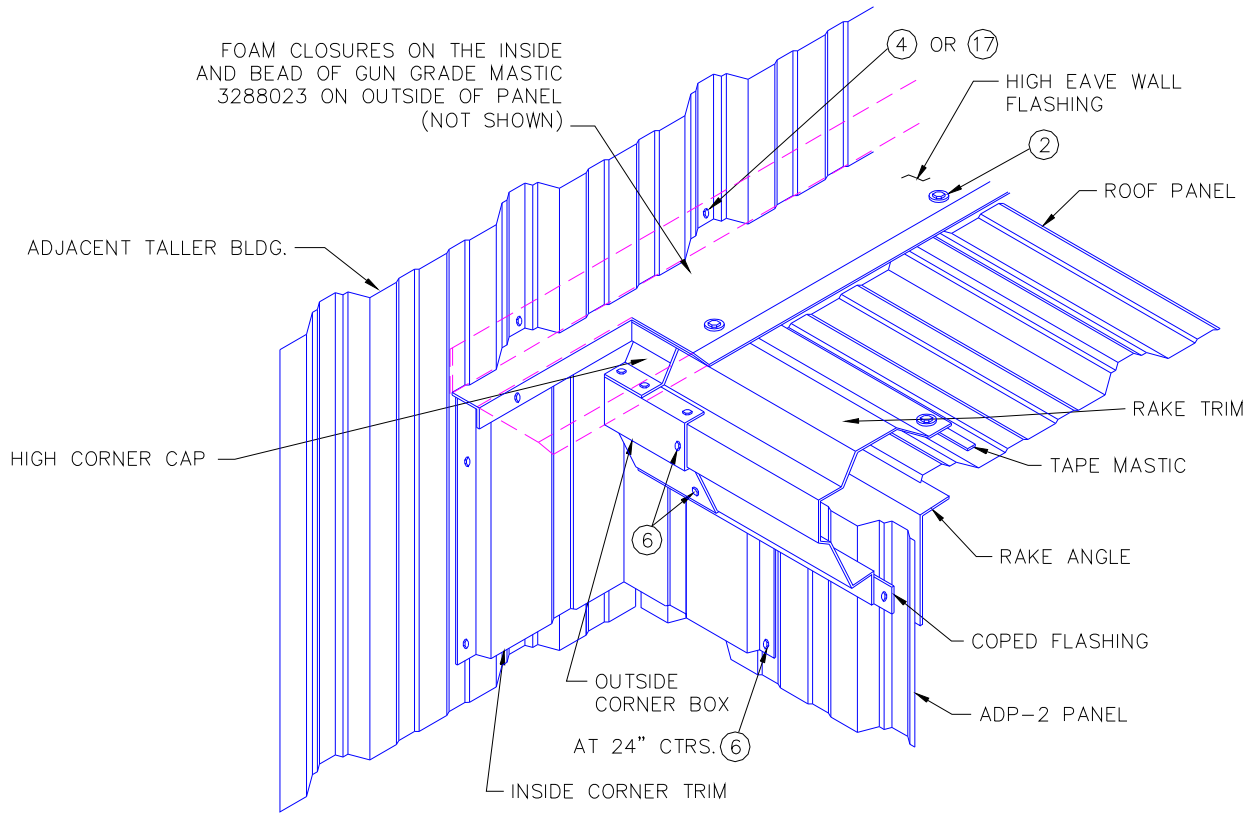 FOAM CLOSURES ON THE INSIDE
AND BEAD OF GUN GRADE MASTIC
3288023 ON OUTSIDE OF PANEL
(NOT SHOWN)
4 OR 17
HIGH EAVE WALL
FLASHING
2
ROOF PANEL
ADJACENT TALLER BLDG.
RAKE TRIM
HIGH CORNER CAP
TAPE MASTIC
6
RAKE ANGLE
COPED FLASHING
OUTSIDE
CORNER BOX
ADP-2 PANEL
AT 24" CTRS. 6
INSIDE CORNER TRIM